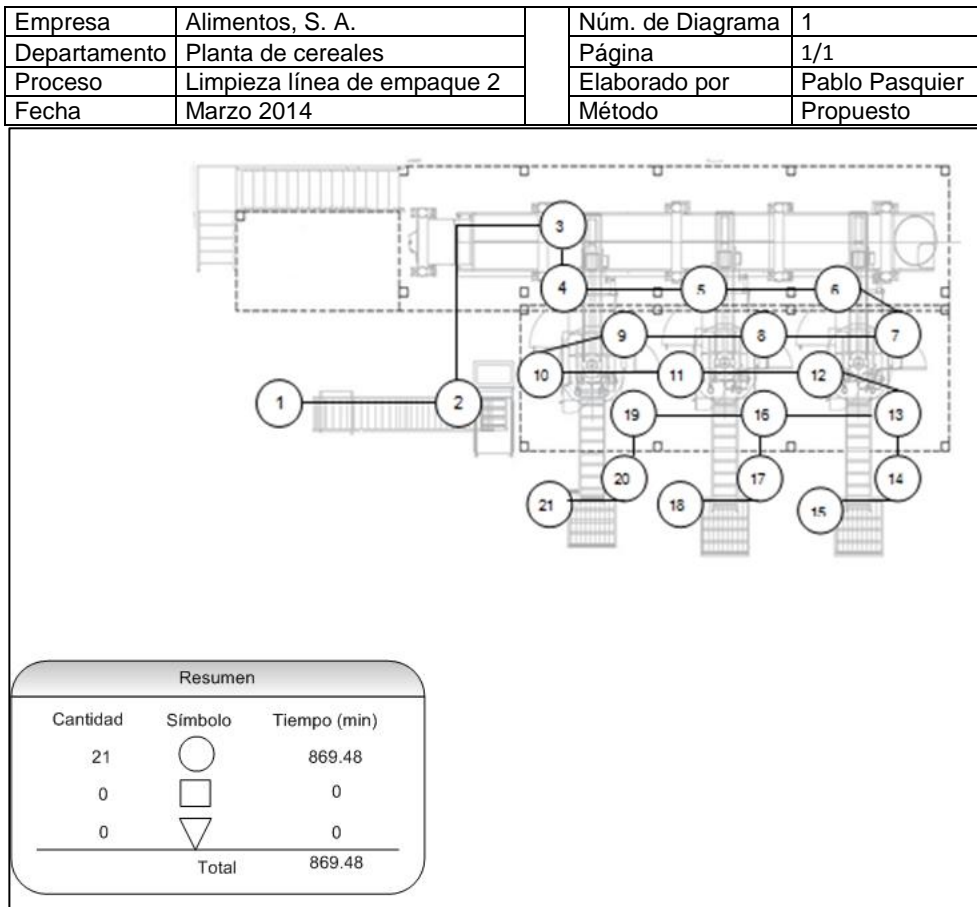 Empresa Alimentos, S. A. Núm. de Diagrama 1
Departamento Planta de cereales Página 1/1
Proceso Limpieza línea de empaque 2 Elaborado por Pablo Pasquier
Fecha Marzo 2014 Método Propuesto
3
4 5 6
9 8 7
10 11 12
1 2
19 16 13
20 17 14
21 18 15
Resumen
Cantidad Símbolo Tiempo (min)
21 869.48
0 0
0 0
Total 869.48